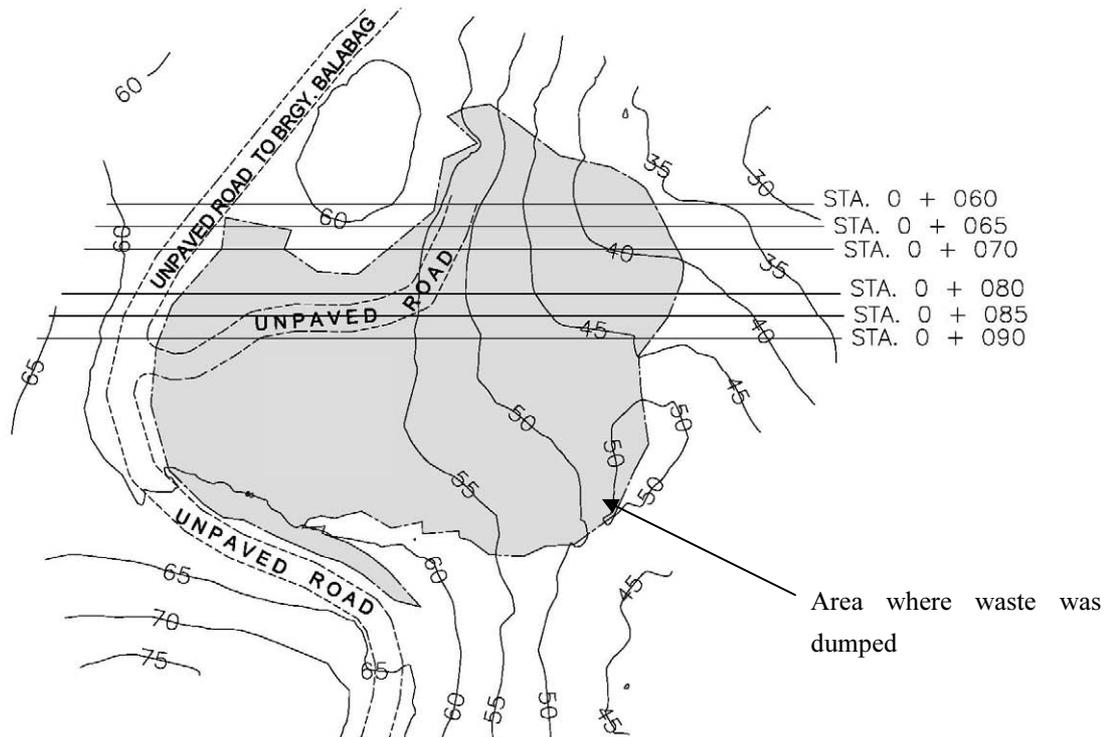 60
UNPAVED ROAD TO BRGY. BALABAG
35
30
STA. 0 + 060
60
STA. 0 + 065
60
STA. 0 + 070
40
35
STA. 0 + 080
UNPAVED ROAD
STA. 0 + 085
45
40
STA. 0 + 090
65
45
50
50
50
55
50
UNPAVED ROAD
60
65
45
Area where waste was
dumped
70
75
65
60
55
50
45